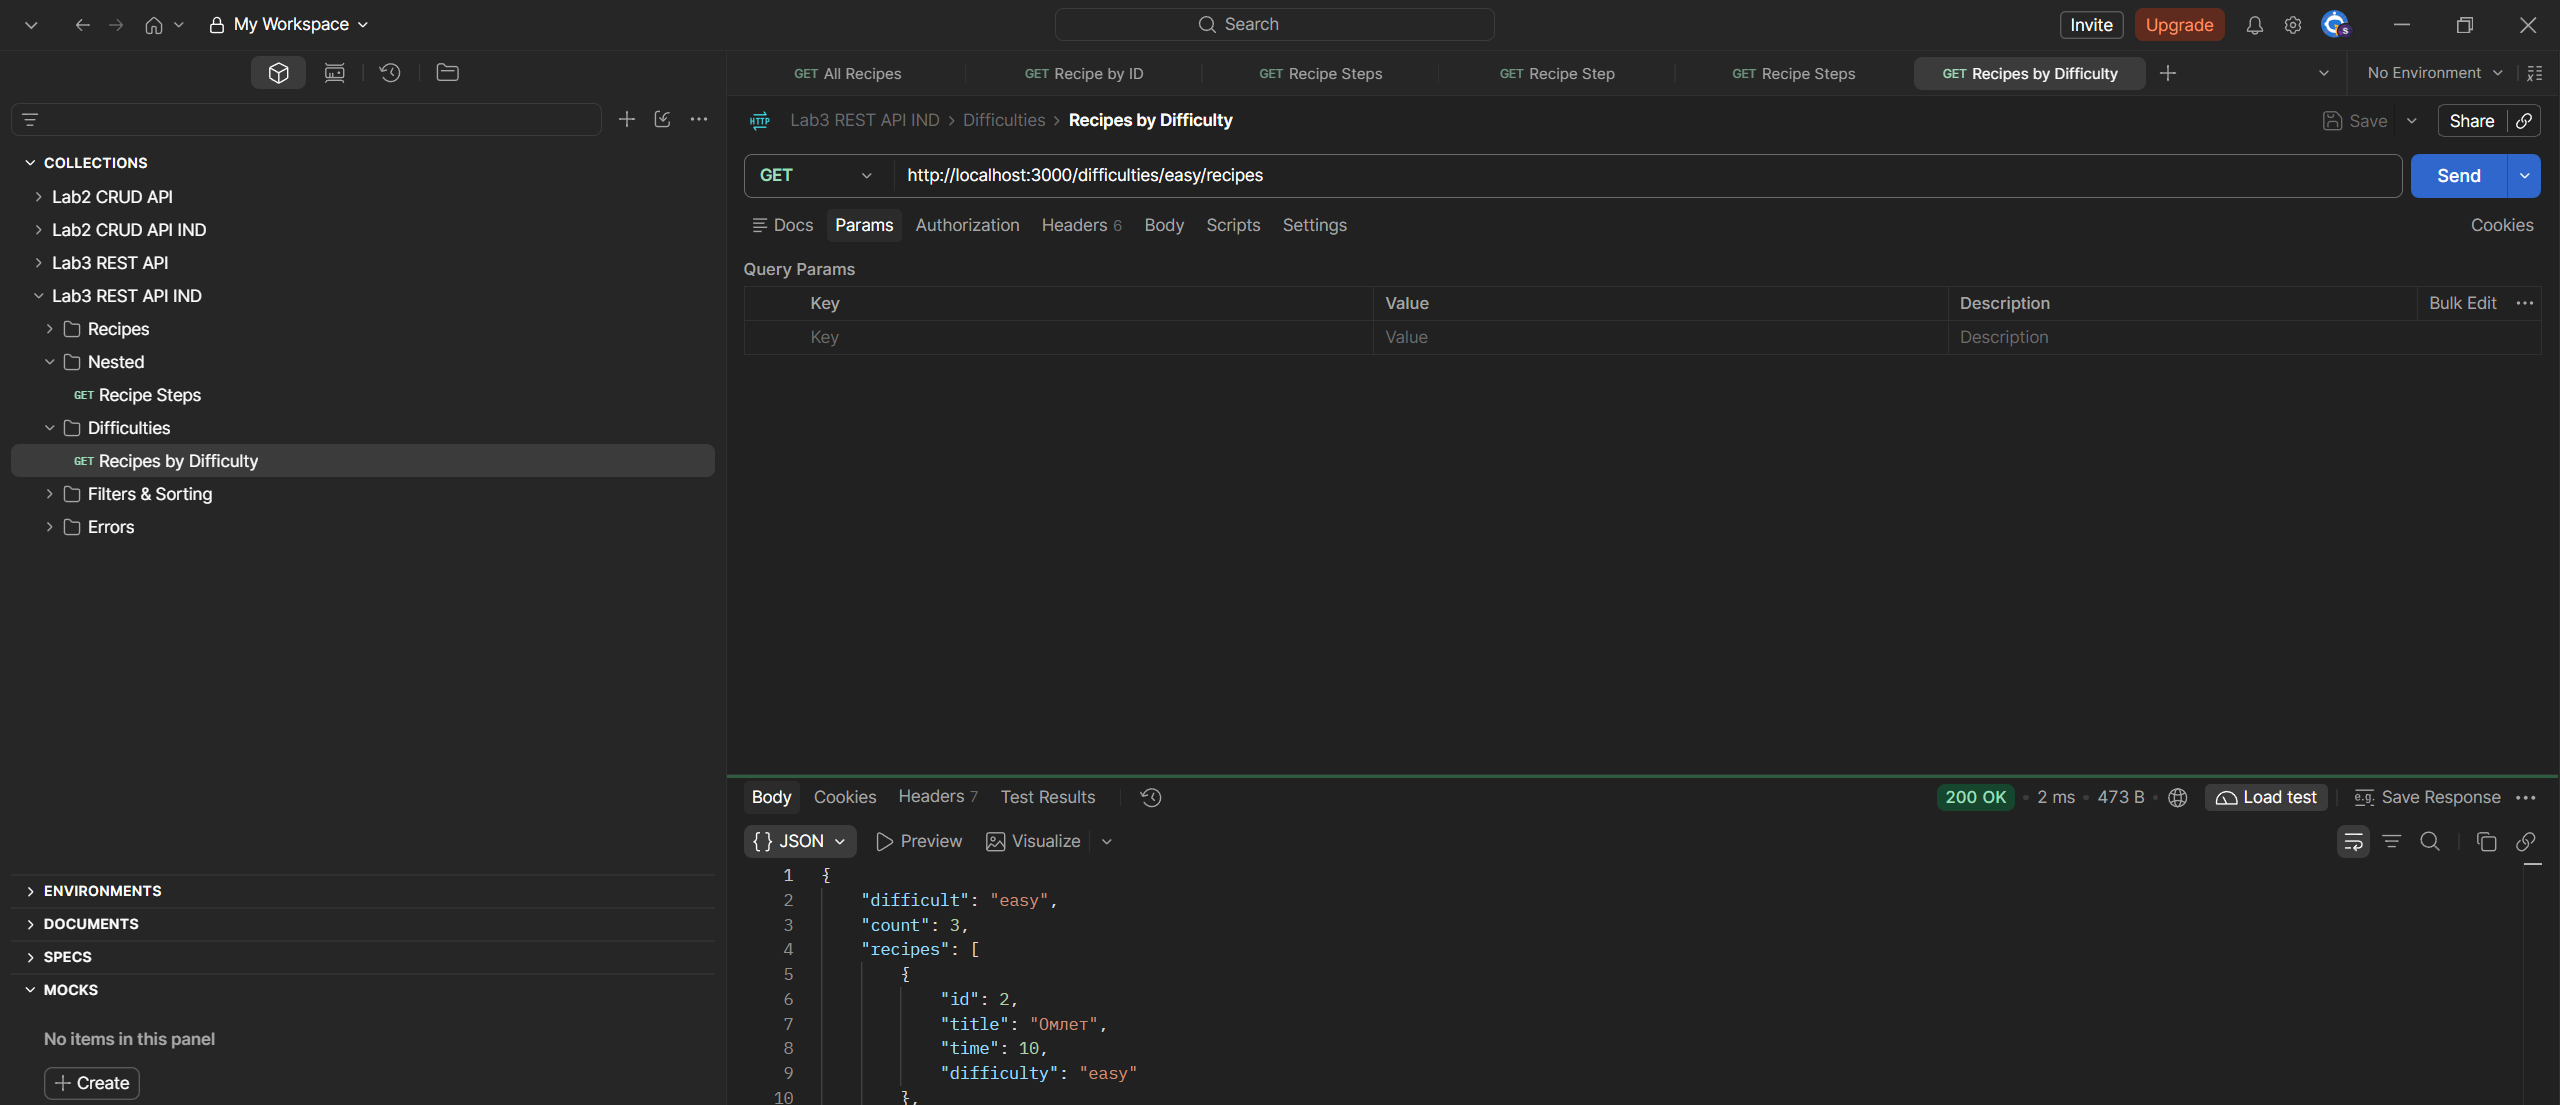 My Workspace
Search
Invite
Upgrade
GET All Recipes
GET Recipe by ID
GET Recipe Steps
GET Recipe Step
GET Recipe Steps
GET Recipes by Difficulty
No Environment
HTTP Lab3 REST API IND > Difficulties > Recipes by Difficulty
Save
Share
COLLECTIONS
Lab2 CRUD API
Lab2 CRUD API IND
Lab3 REST API
Lab3 REST API IND
Recipes
Nested
GET Recipe Steps
Difficulties
GET Recipes by Difficulty
Filters & Sorting
Errors
ENVIRONMENTS
DOCUMENTS
SPECS
MOCKS
No items in this panel
Create
GET
http://localhost:3000/difficulties/easy/recipes
Send
Docs Params Authorization Headers 6 Body Scripts Settings
Cookies
Query Params
Key Value Description Bulk Edit
Key Value Description
Body Cookies Headers 7 Test Results
200 OK 2 ms 473 B
Load test
e.g. Save Response
{} JSON Preview Visualize
1 {
2 "difficult": "easy",
3 "count": 3,
4 "recipes": [
5 {
6 "id": 2,
7 "title": "Омлет",
8 "time": 10,
9 "difficulty": "easy"
10 },